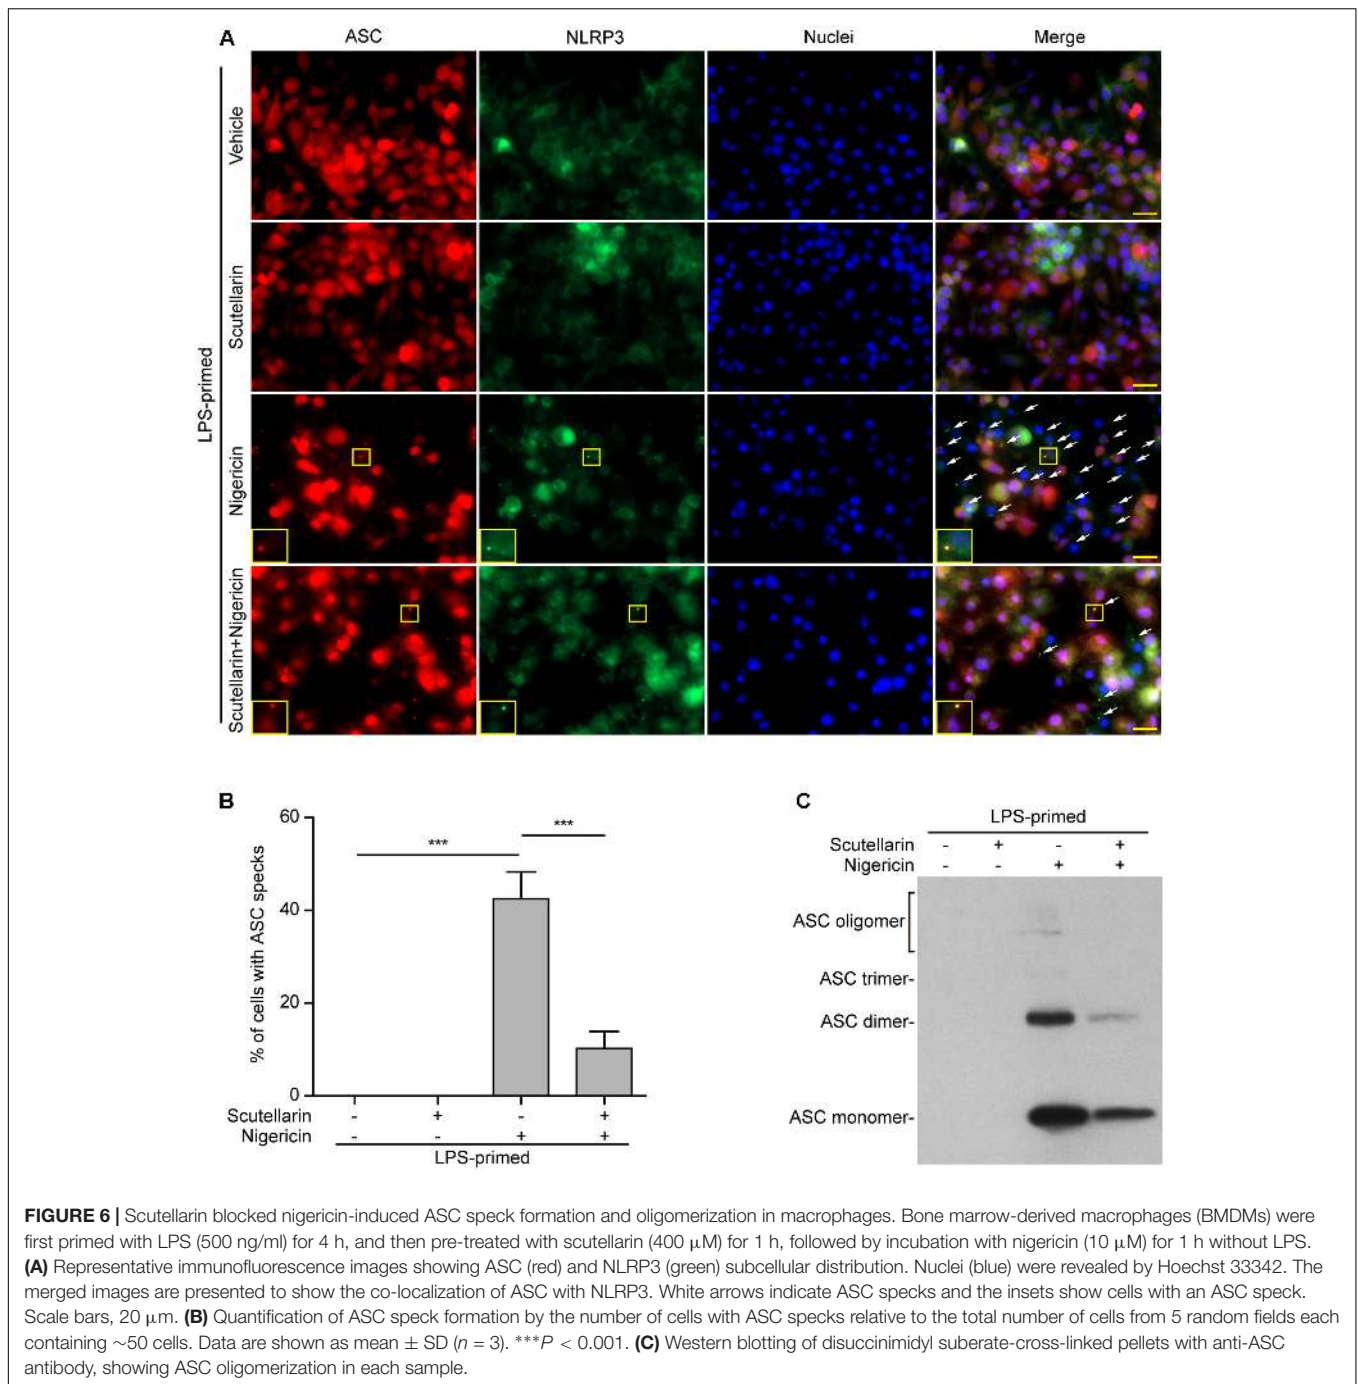 A
ASC NLRP3 Nuclei Merge
LPS-primed
Vehicle
Scutellarin
Nigericin
Scutellarin+Nigericin
B
% of cells with ASC specks
60
40
20
0
***
***
Scutellarin - + - +
Nigericin - - + +
LPS-primed
C
LPS-primed
Scutellarin - + - +
Nigericin - - + +
ASC oligomer
ASC trimer-
ASC dimer-
ASC monomer-
FIGURE 6 | Scutellarin blocked nigericin-induced ASC speck formation and oligomerization in macrophages. Bone marrow-derived macrophages (BMDMs) were
first primed with LPS (500 ng/ml) for 4 h, and then pre-treated with scutellarin (400 μM) for 1 h, followed by incubation with nigericin (10 μM) for 1 h without LPS.
(A) Representative immunofluorescence images showing ASC (red) and NLRP3 (green) subcellular distribution. Nuclei (blue) were revealed by Hoechst 33342. The
merged images are presented to show the co-localization of ASC with NLRP3. White arrows indicate ASC specks and the insets show cells with an ASC speck.
Scale bars, 20 μm. (B) Quantification of ASC speck formation by the number of cells with ASC specks relative to the total number of cells from 5 random fields each
containing ~50 cells. Data are shown as mean ± SD (n = 3). ***P < 0.001. (C) Western blotting of disuccinimidyl suberate-cross-linked pellets with anti-ASC
antibody, showing ASC oligomerization in each sample.